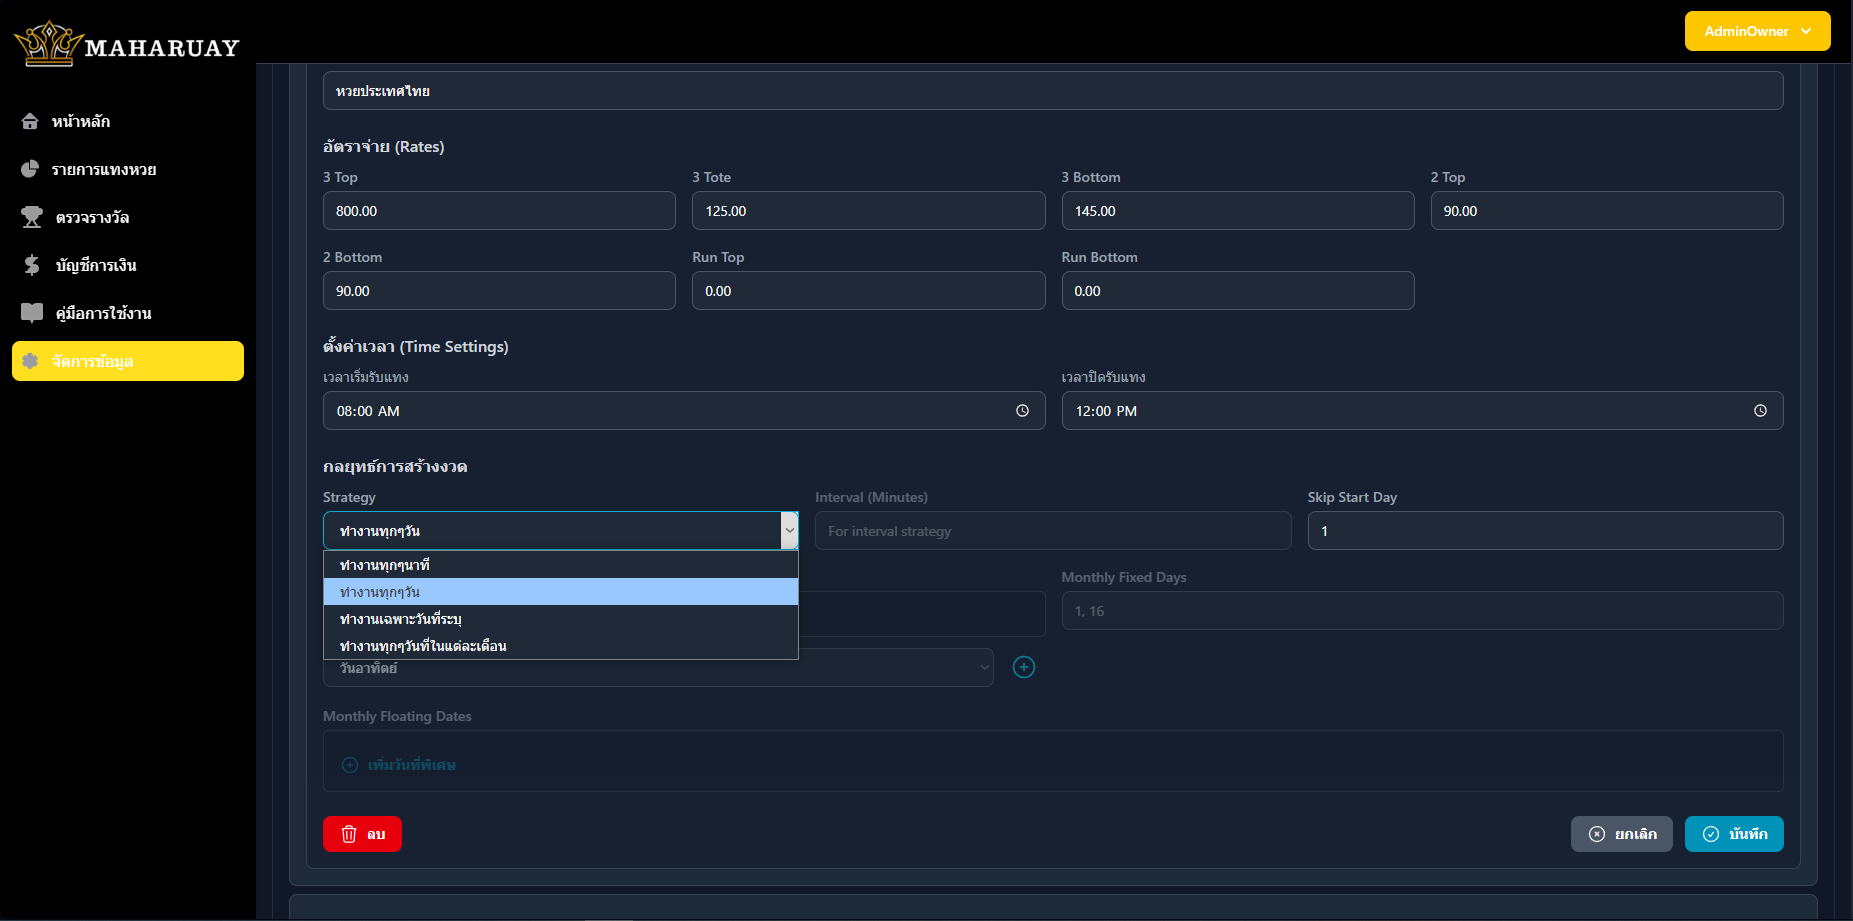 MAHARUAY
AdminOwner
หน้าหลัก
รายการแทงหวย
ตรวจรางวัล
บัญชีการเงิน
คู่มือการใช้งาน
จัดการข้อมูล
หวยประเทศไทย
อัตราจ่าย (Rates)
3 Top 3 Tote 3 Bottom 2 Top
800.00 125.00 145.00 90.00
2 Bottom Run Top Run Bottom
90.00 0.00 0.00
ตั้งค่าเวลา (Time Settings)
เวลาเริ่มรับแทง เวลาปิดรับแทง
08:00 AM 12:00 PM
กลยุทธ์การสร้างงวด
Strategy Interval (Minutes) Skip Start Day
ทำงานทุกๆวัน For interval strategy 1
ทำงานทุกๆนาที
ทำงานทุกๆวัน
ทำงานเฉพาะวันที่ระบุ
ทำงานทุกๆวันที่ในแต่ละเดือน
Monthly Fixed Days
1, 16
วันอาทิตย์
Monthly Floating Dates
เพิ่มวันที่พิเศษ
ลบ ยกเลิก บันทึก